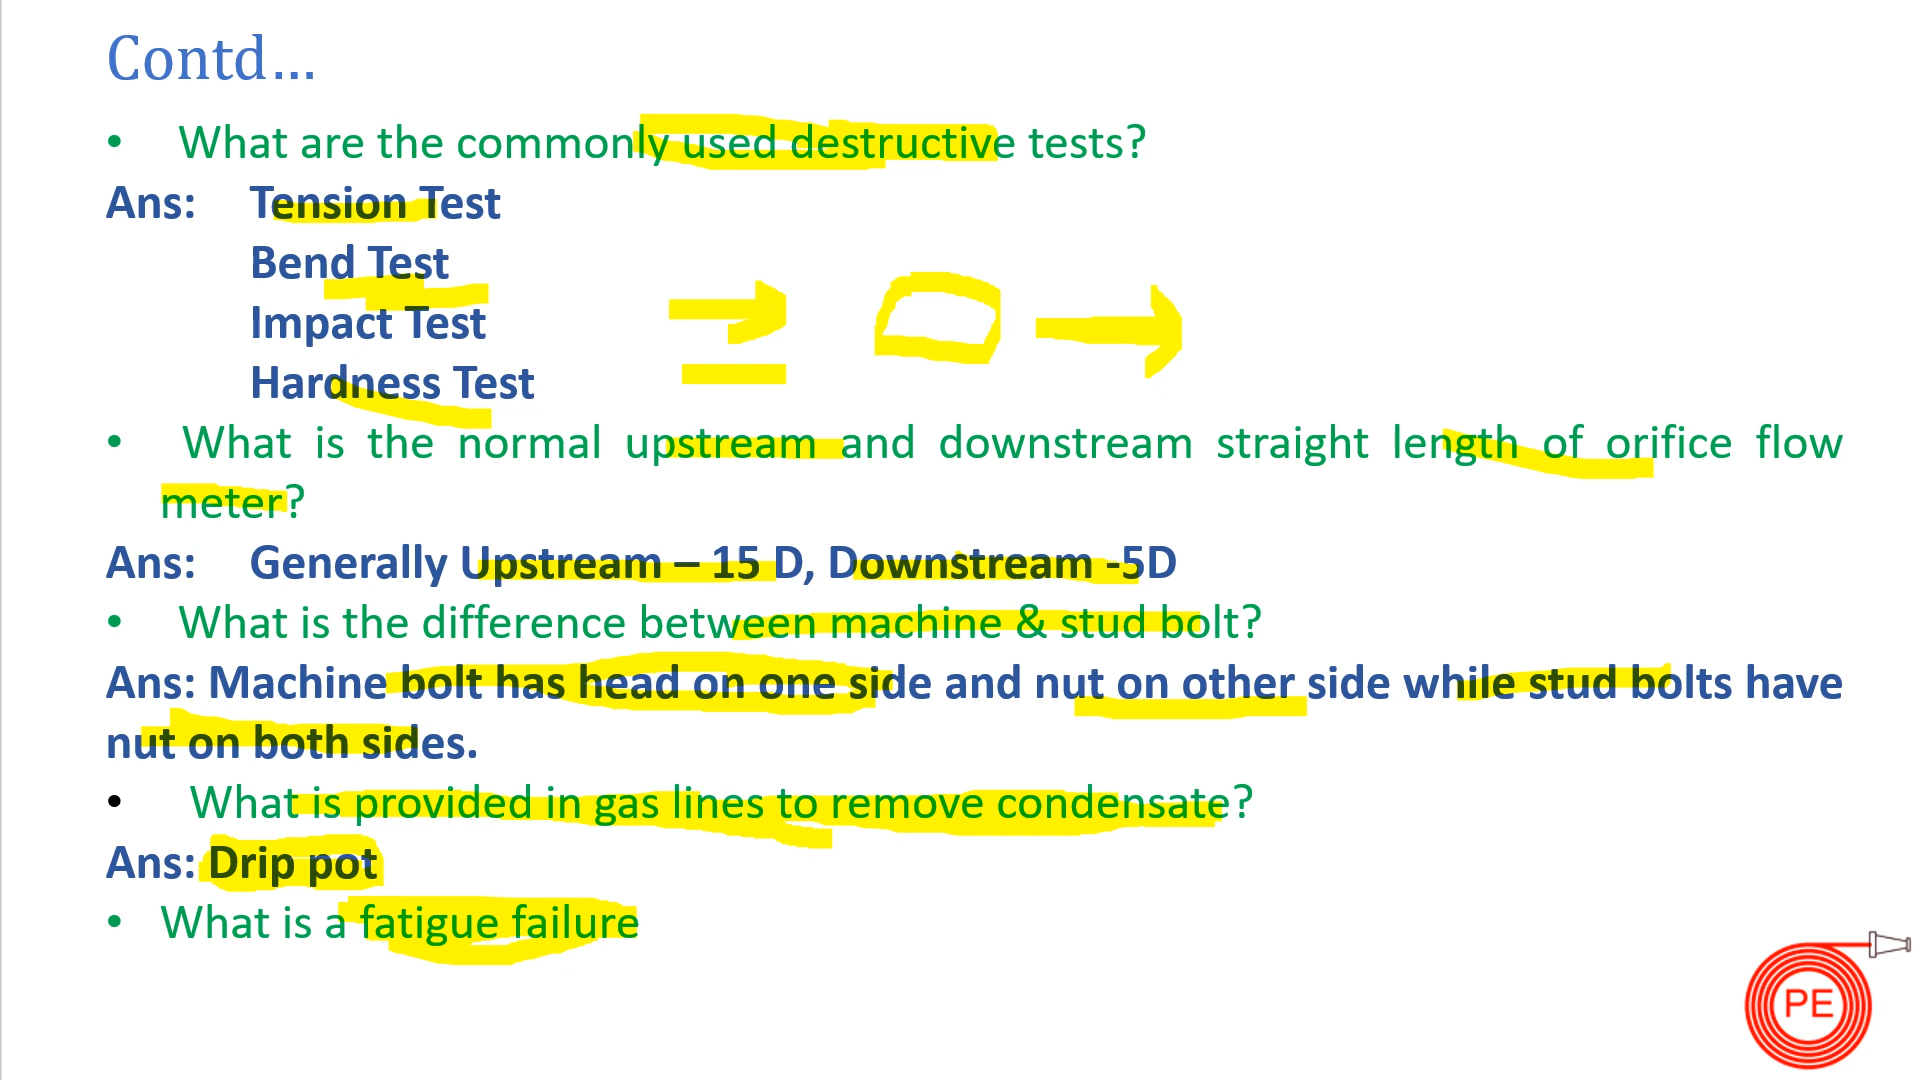 Contd...
• What are the commonly used destructive tests?
Ans: Tension Test
Bend Test
Impact Test
Hardness Test
• What is the normal upstream and downstream straight length of orifice flow
meter?
Ans: Generally Upstream – 15 D, Downstream -5D
• What is the difference between machine & stud bolt?
Ans: Machine bolt has head on one side and nut on other side while stud bolts have
nut on both sides.
• What is provided in gas lines to remove condensate?
Ans: Drip pot
• What is a fatigue failure
PE